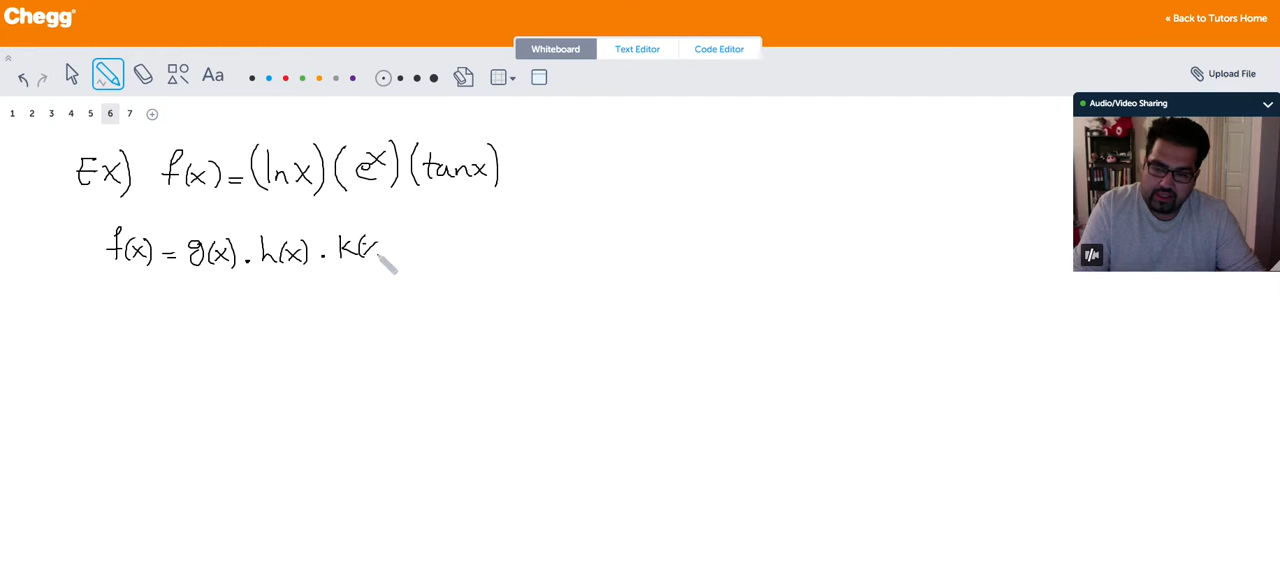 Chegg
« Back to Tutors Home
Whiteboard Text Editor Code Editor
Aa
Upload File
1 2 3 4 5 6 7
Audio/Video Sharing
Ex) f(x) = (ln x) (e^x) (tan x)
f(x) = g(x) . h(x) . k(x